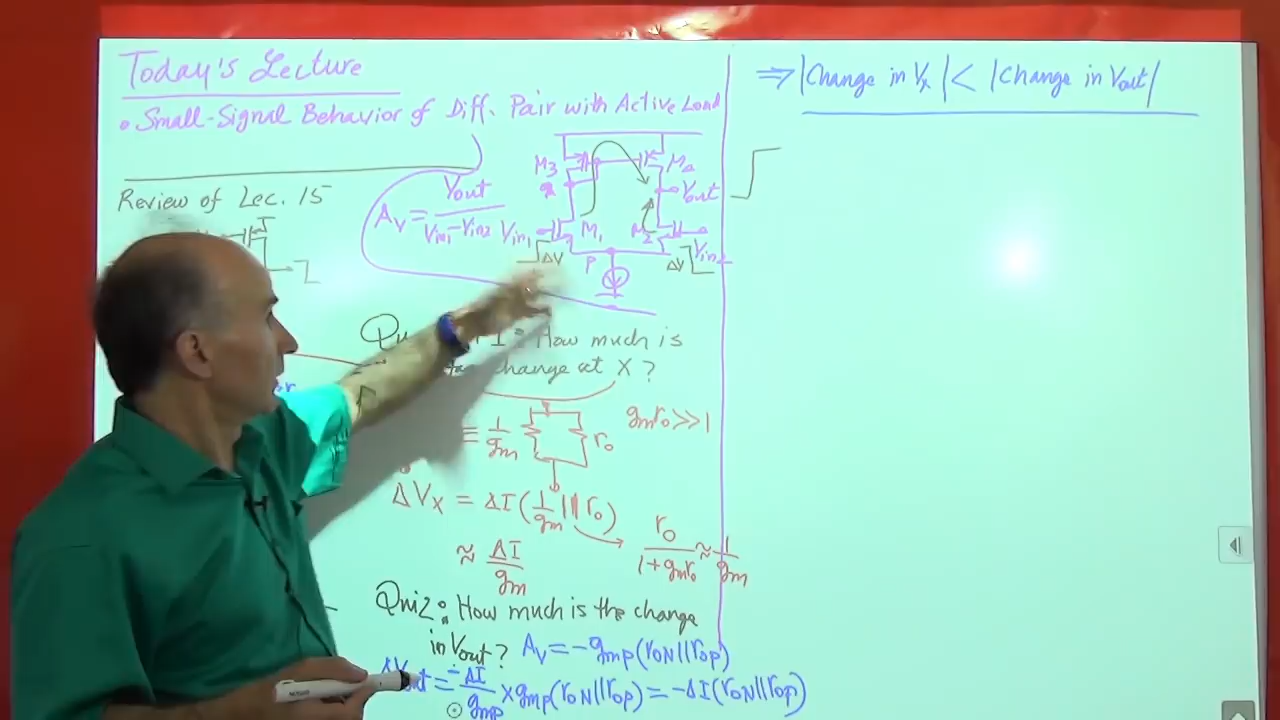 Today's Lecture
• Small-Signal Behavior of Diff. Pair with Active Load
Review of Lec. 15
A_V = Vout / (Vin1 - Vin2)
M3
M4
X
Vout
Vin1
M1
M2
Vin2
ΔV
P
ΔV
I: How much is
change at X?
≡ 1/gm
ro
gmro >> 1
ΔVx = ΔI (1/gm || ro)
≈ ΔI/gm
ro/(1+gmro) ≈ 1/gm
Quiz: How much is the change
in Vout? Av = -gmp(roN||roP)
ΔVout = -ΔI/gmp × gmp(roN||roP) = -ΔI(roN||roP)
⇒ |Change in Vx| < |Change in Vout|